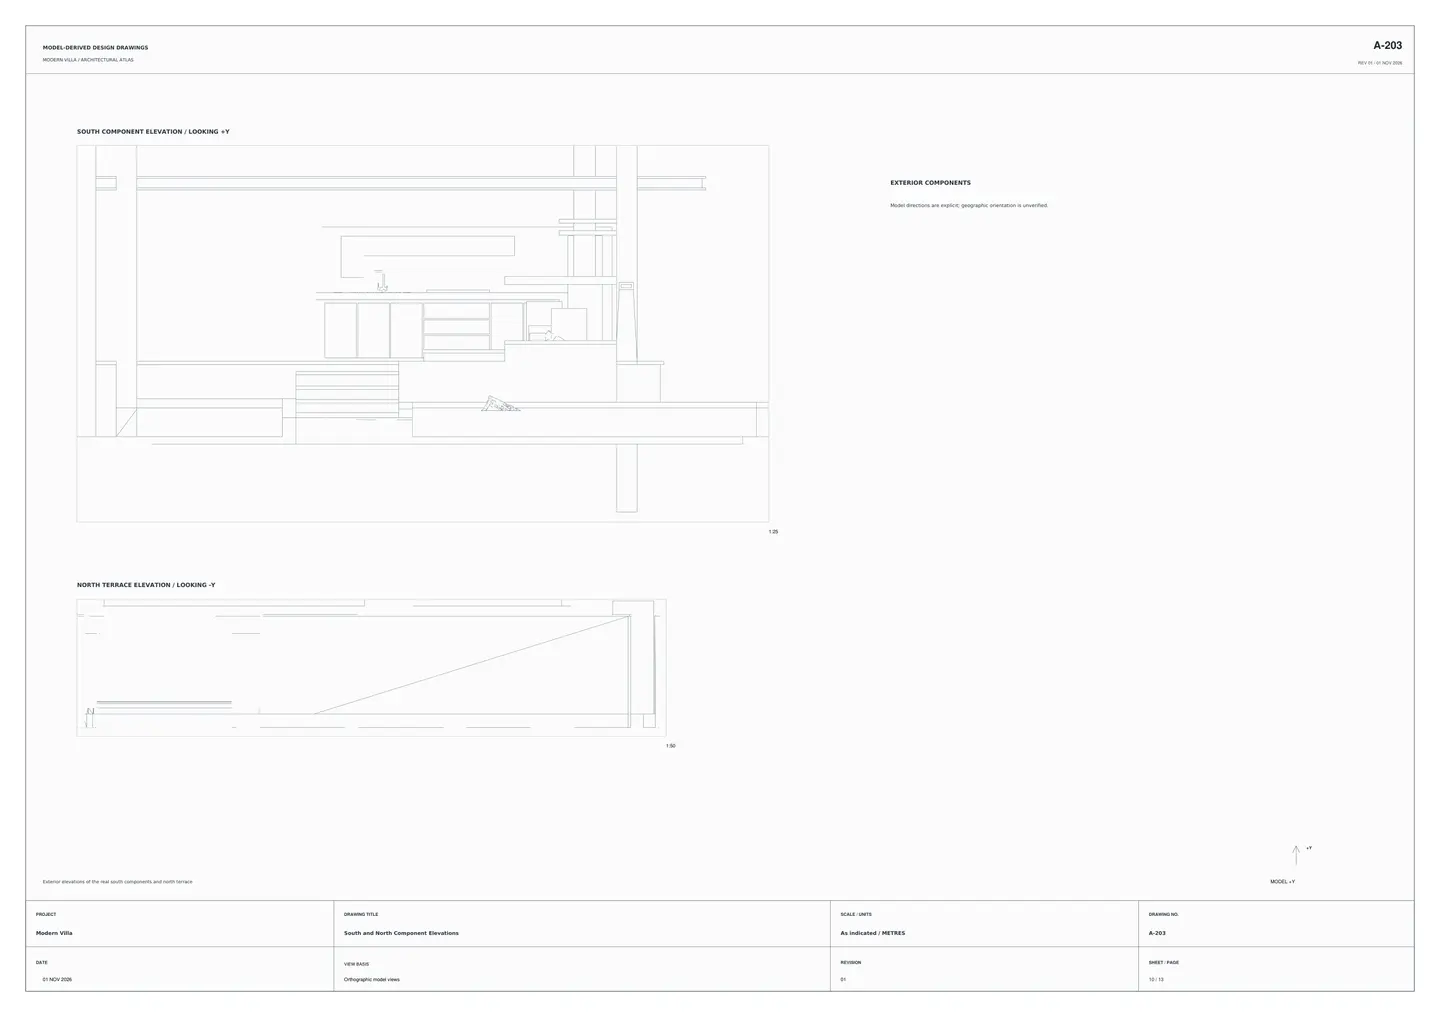 MODEL-DERIVED DESIGN DRAWINGS
MODERN VILLA / ARCHITECTURAL ATLAS
A-203
REV 01 / 01 NOV 2026
SOUTH COMPONENT ELEVATION / LOOKING +Y
EXTERIOR COMPONENTS
Model directions are explicit; geographic orientation is unverified.
1:25
NORTH TERRACE ELEVATION / LOOKING -Y
1:50
+Y
MODEL +Y
Exterior elevations of the real south components and north terrace
PROJECT
Modern Villa
DRAWING TITLE
South and North Component Elevations
SCALE / UNITS
As indicated / METRES
DRAWING NO.
A-203
DATE
01 NOV 2026
VIEW BASIS
Orthographic model views
REVISION
01
SHEET / PAGE
10 / 13